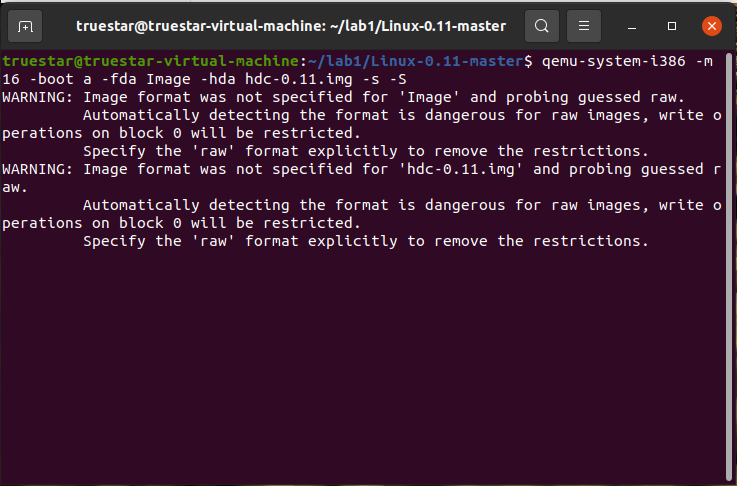 truestar@truestar-virtual-machine: ~/lab1/Linux-0.11-master
truestar@truestar-virtual-machine:~/lab1/Linux-0.11-master$ qemu-system-i386 -m
16 -boot a -fda Image -hda hdc-0.11.img -s -S
WARNING: Image format was not specified for 'Image' and probing guessed raw.
         Automatically detecting the format is dangerous for raw images, write o
perations on block 0 will be restricted.
         Specify the 'raw' format explicitly to remove the restrictions.
WARNING: Image format was not specified for 'hdc-0.11.img' and probing guessed r
aw.
         Automatically detecting the format is dangerous for raw images, write o
perations on block 0 will be restricted.
         Specify the 'raw' format explicitly to remove the restrictions.